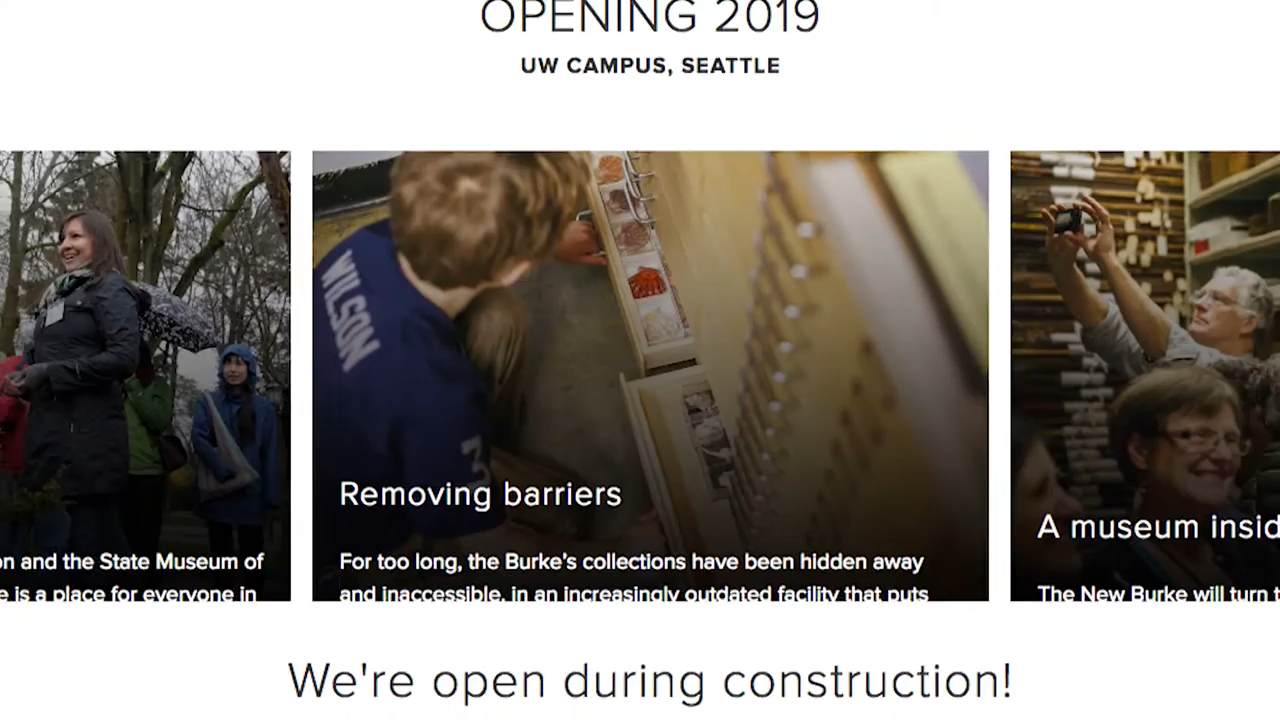 OPENING 2019
UW CAMPUS, SEATTLE
WILSON
3
on and the State Museum of
e is a place for everyone in
Removing barriers
For too long, the Burke's collections have been hidden away
and inaccessible, in an increasingly outdated facility that puts
A museum insid
The New Burke will turn t
We're open during construction!